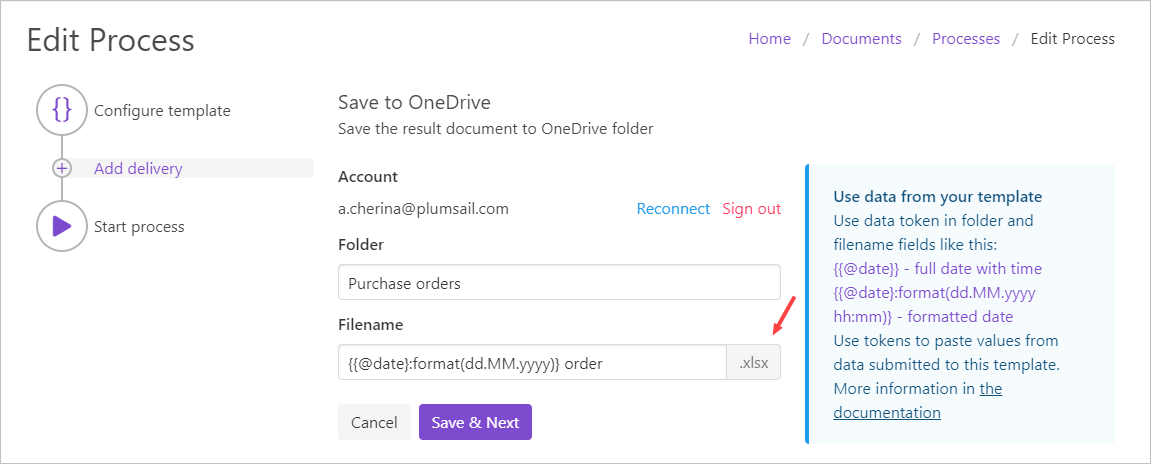 Edit Process
Home / Documents / Processes / Edit Process
{} Configure template
+ Add delivery
Start process
Save to OneDrive
Save the result document to OneDrive folder
Account
a.cherina@plumsail.com Reconnect Sign out
Folder
Purchase orders
Filename
{{@date}:format(dd.MM.yyyy)} order .xlsx
Cancel Save & Next
Use data from your template
Use data token in folder and
filename fields like this:
{{@date}} - full date with time
{{@date}:format(dd.MM.yyyy
hh:mm)} - formatted date
Use tokens to paste values from
data submitted to this template.
More information in the
documentation